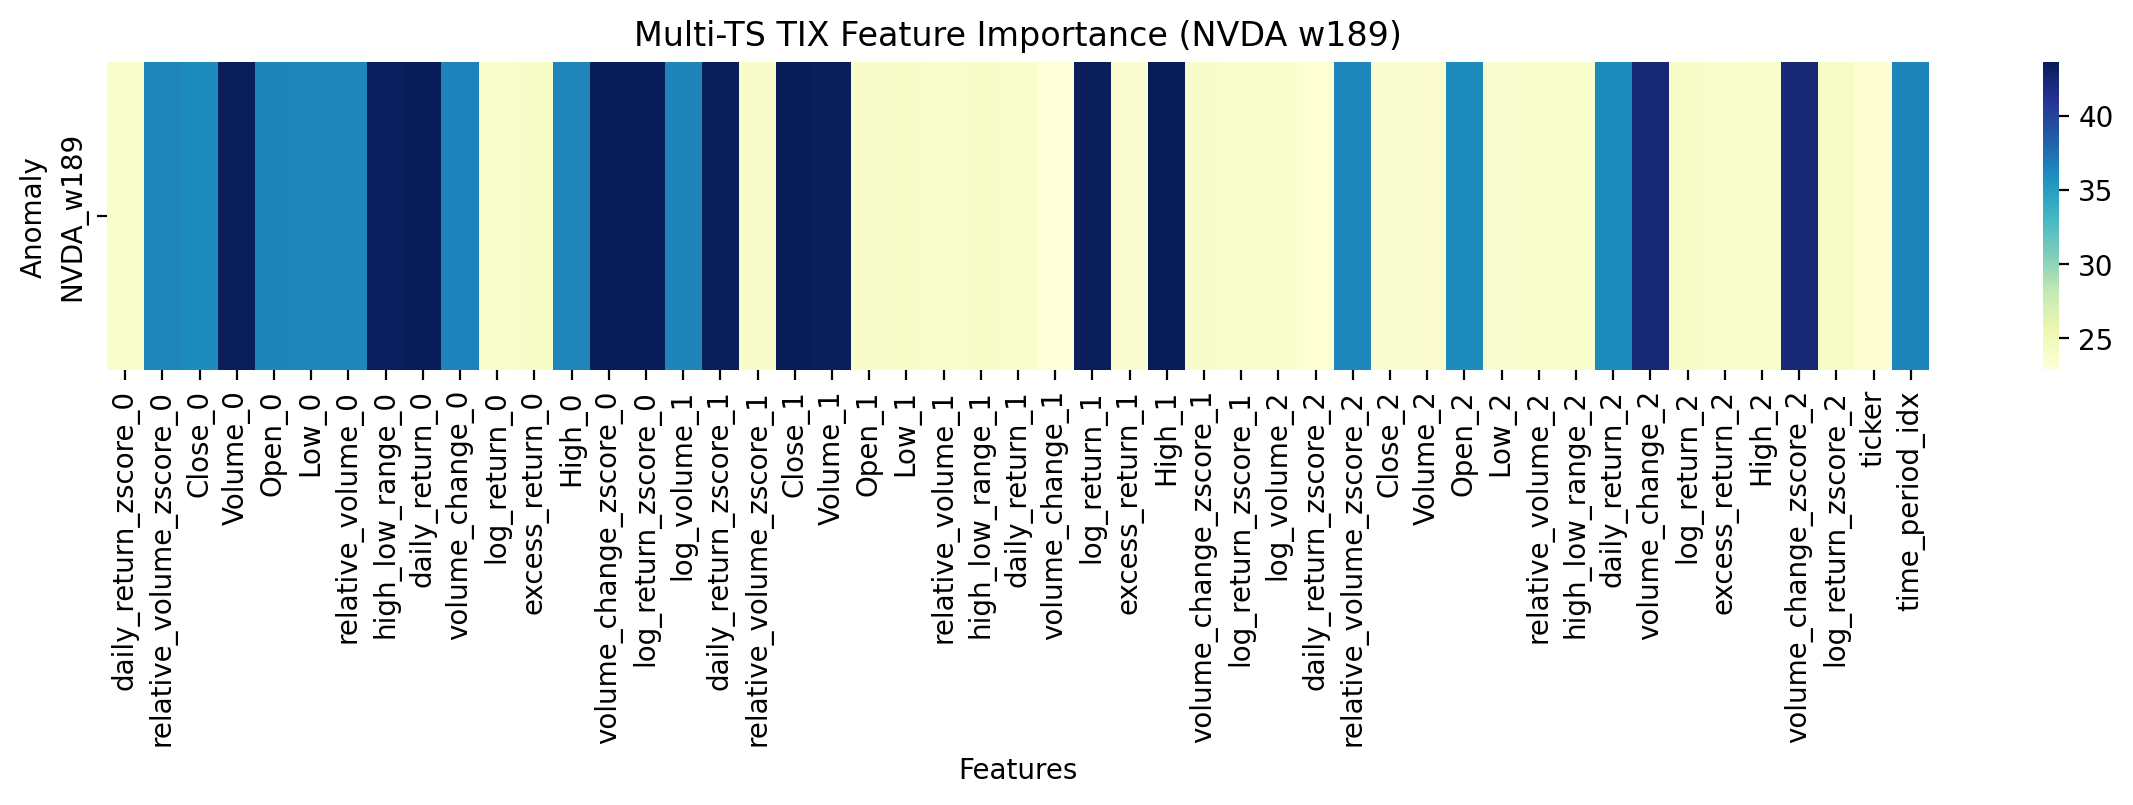 Multi-TS TIX Feature Importance (NVDA w189)
Anomaly
NVDA_w189
40
35
30
25
daily_return_zscore_0
relative_volume_zscore_0
Close_0
Volume_0
Open_0
Low_0
relative_volume_0
high_low_range_0
daily_return_0
volume_change_0
log_return_0
excess_return_0
High_0
volume_change_zscore_0
log_return_zscore_0
log_volume_1
daily_return_zscore_1
relative_volume_zscore_1
Close_1
Volume_1
Open_1
Low_1
relative_volume_1
high_low_range_1
daily_return_1
volume_change_1
log_return_1
excess_return_1
High_1
volume_change_zscore_1
log_return_zscore_1
log_volume_2
daily_return_zscore_2
relative_volume_zscore_2
Close_2
Volume_2
Open_2
Low_2
relative_volume_2
high_low_range_2
daily_return_2
volume_change_2
log_return_2
excess_return_2
High_2
volume_change_zscore_2
log_return_zscore_2
ticker
time_period_idx
Features